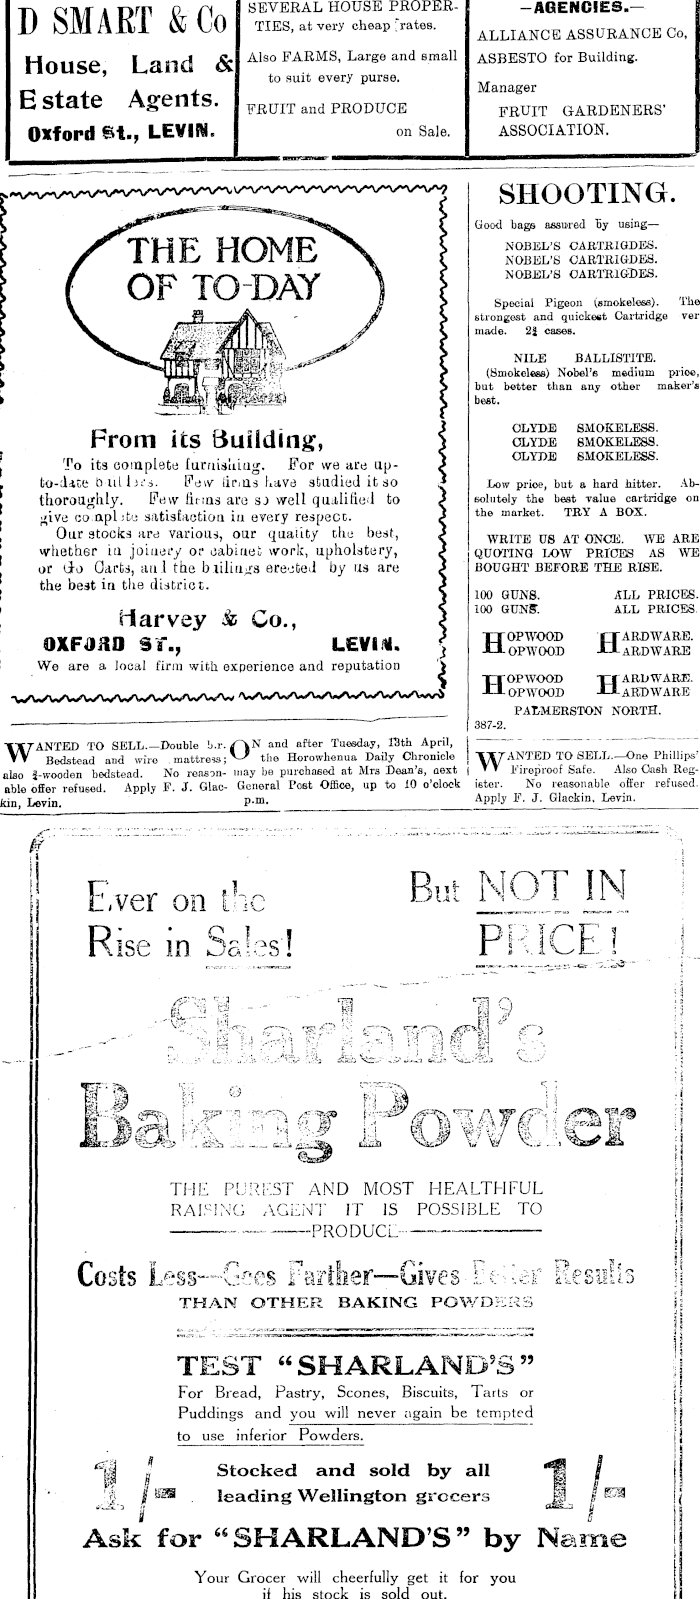 D SMART & Co
House, Land &
Estate Agents.
Oxford St., LEVIN.
SEVERAL HOUSE PROPER-
TIES, at very cheap rates.
Also FARMS, Large and small
to suit every purse.
FRUIT and PRODUCE
on Sale.
—AGENCIES.—
ALLIANCE ASSURANCE Co,
ASBESTO for Building.
Manager
FRUIT GARDENERS'
ASSOCIATION.
THE HOME
OF TO-DAY
From its Building,
To its complete furnishing. For we are up-
to-date builders. Few firms have studied it so
thoroughly. Few firms are so well qualified to
give complete satisfaction in every respect.
Our stocks are various, our quality the best,
whether in joinery or cabinet work, upholstery,
or Go Carts, and the builings erected by us are
the best in the district.
Harvey & Co.,
OXFORD ST., LEVIN.
We are a local firm with experience and reputation
SHOOTING.
Good bags assured by using—
NOBEL'S CARTRIGDES.
NOBEL'S CARTRIGDES.
NOBEL'S CARTRIGDES.
Special Pigeon (smokeless). The
strongest and quickest Cartridge ver
made. 2¾ cases.
NILE BALLISTITE.
(Smokeless) Nobel's medium price,
but better than any other maker's
best.
CLYDE SMOKELESS.
CLYDE SMOKELESS.
CLYDE SMOKELESS.
Low price, but a hard hitter. Ab-
solutely the best value cartridge on
the market. TRY A BOX.
WRITE US AT ONCE. WE ARE
QUOTING LOW PRICES AS WE
BOUGHT BEFORE THE RISE.
100 GUNS. ALL PRICES.
100 GUNS. ALL PRICES.
HOPWOOD HARDWARE.
OPWOOD ARDWARE
HOPWOOD HARDWARE.
OPWOOD ARDWARE
PALMERSTON NORTH.
387-2.
WANTED TO SELL.—Double b.r.
Bedstead and wire mattress;
also ¾-wooden bedstead. No reason-
able offer refused. Apply F. J. Glac-
kin, Levin.
ON and after Tuesday, 13th April,
the Horowhenua Daily Chronicle
may be purchased at Mrs Dean's, next
General Post Office, up to 10 o'clock
p.m.
WANTED TO SELL.—One Phillips'
Fireproof Safe. Also Cash Reg-
ister. No reasonable offer refused.
Apply F. J. Glackin, Levin.
Ever on the
Rise in Sales!
But NOT IN
PRICE!
Sharland's
Baking Powder
THE PUREST AND MOST HEALTHFUL
RAISING AGENT IT IS POSSIBLE TO
PRODUCE
Costs Less—Goes Farther—Gives Better Results
THAN OTHER BAKING POWDERS
TEST "SHARLAND'S"
For Bread, Pastry, Scones, Biscuits, Tarts or
Puddings and you will never again be tempted
to use inferior Powders.
1/- Stocked and sold by all 1/-
leading Wellington grocers
Ask for "SHARLAND'S" by Name
Your Grocer will cheerfully get it for you
if his stock is sold out.